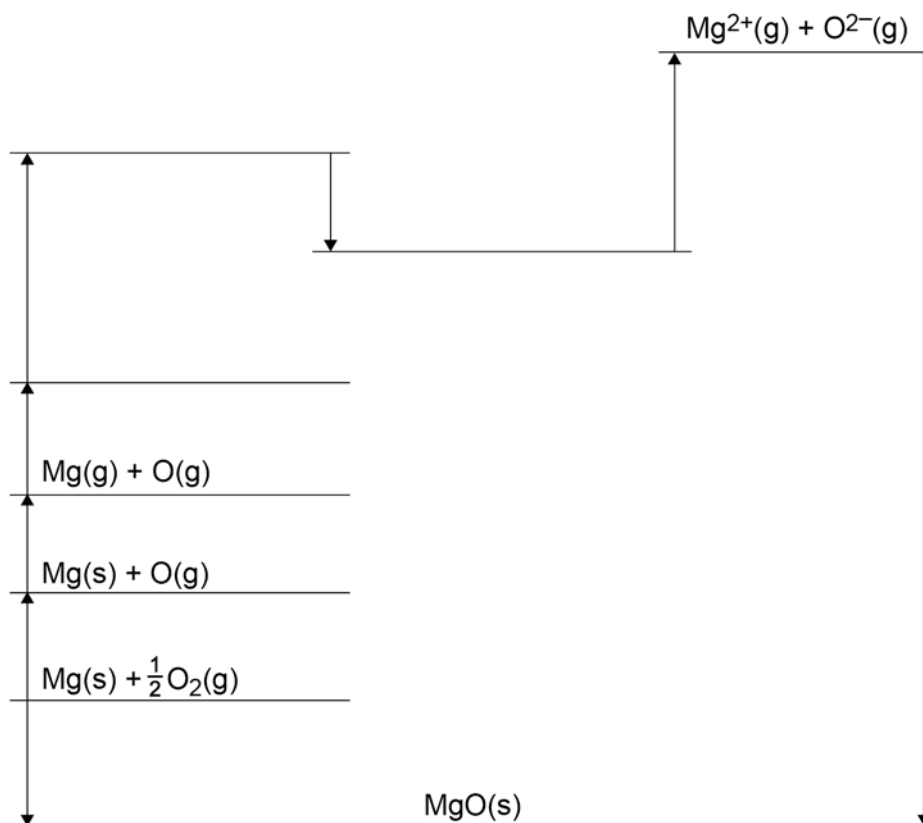 Mg²⁺(g) + O²⁻(g)
Mg(g) + O(g)
Mg(s) + O(g)
Mg(s) + ½O₂(g)
MgO(s)